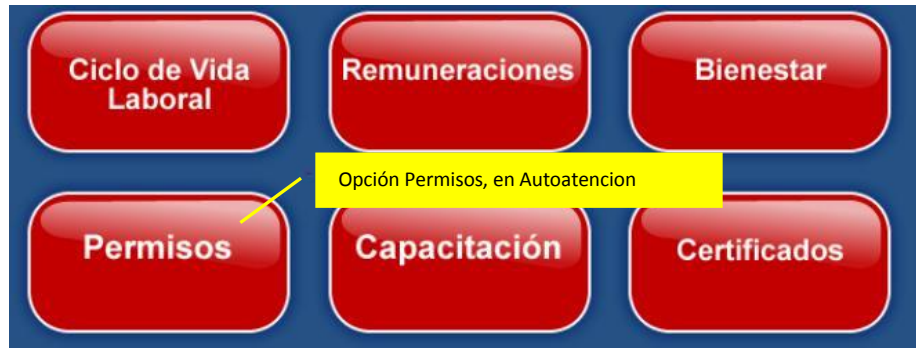 Ciclo de Vida
Laboral
Remuneraciones
Bienestar
Opción Permisos, en Autoatencion
Permisos
Capacitación
Certificados